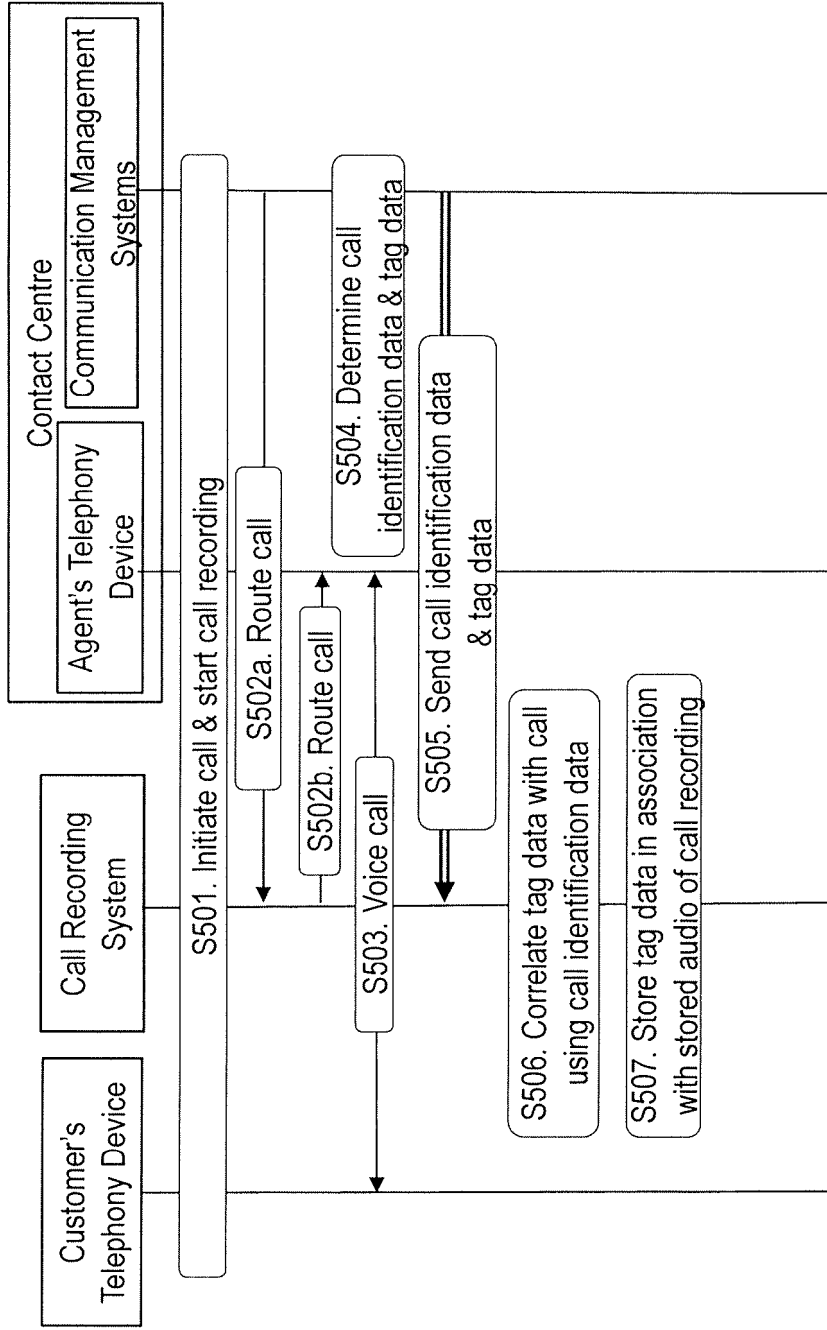 Customer's
Telephony Device
Call Recording
System
Contact Centre
Agent's Telephony
Device
Communication Management
Systems
S501. Initiate call & start call recording
S502a. Route call
S502b. Route call
S503. Voice call
S504. Determine call
identification data & tag data
S505. Send call identification data
& tag data
S506. Correlate tag data with call
using call identification data
S507. Store tag data in association
with stored audio of call recording